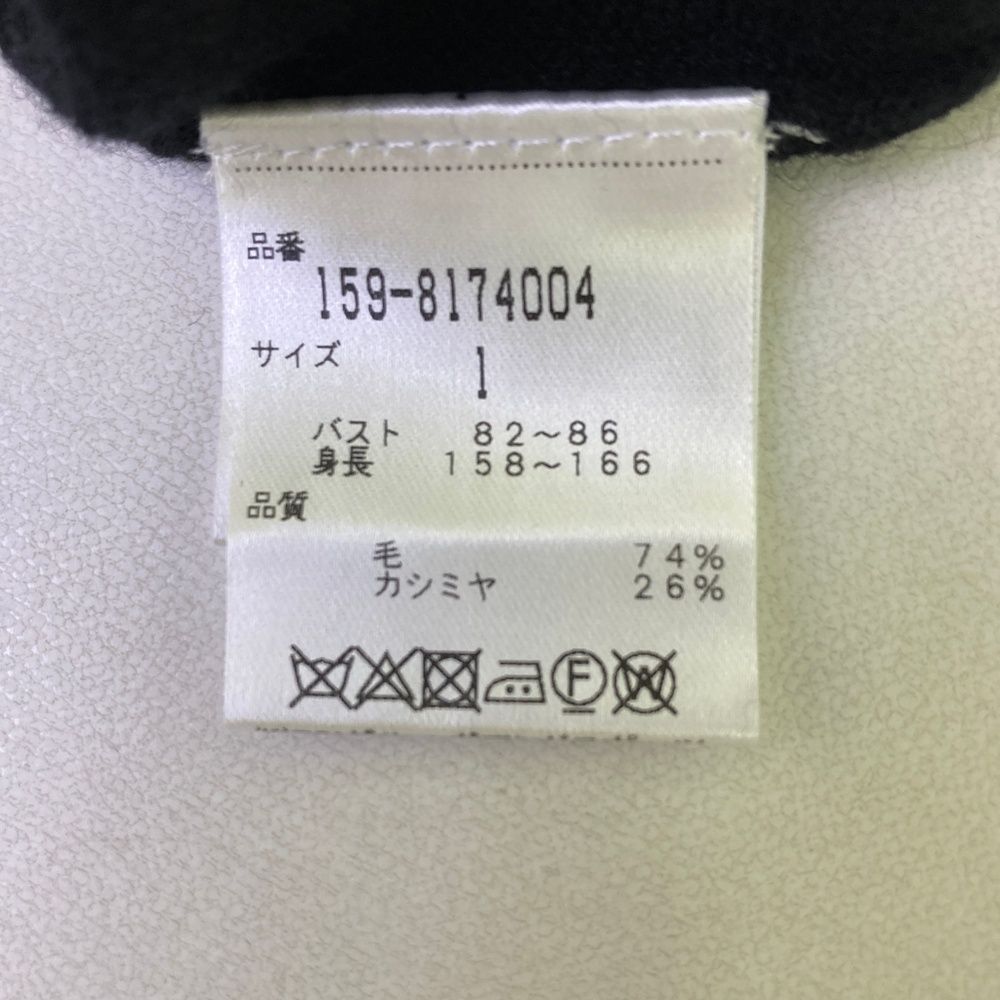 品番
159-8174004
サイズ 1
バスト 82～86
身長 158～166
品質
毛 74%
カシミヤ 26%
F W